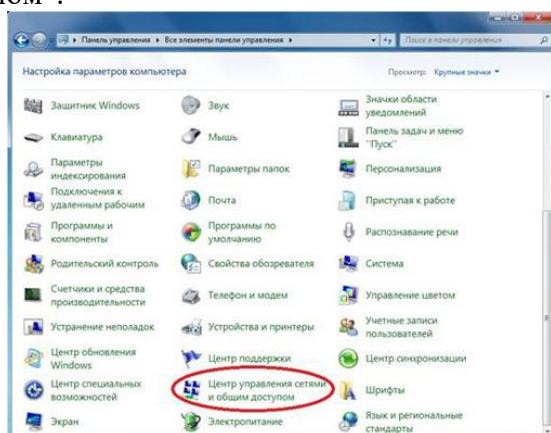 ном".
Панель управления
Все элементы панели управления
Поиск в панели управления
Настройка параметров компьютера
Просмотр: Крупные значки
Защитник Windows
Звук
Значки области
уведомлений
Клавиатура
Мышь
Панель задач и меню
"Пуск"
Параметры
индексирования
Параметры папок
Персонализация
Подключения к
удаленным рабочим
Почта
Приступая к работе
Программы и
компоненты
Программы по
умолчанию
Распознавание речи
Родительский контроль
Свойства обозревателя
Система
Счетчики и средства
производительности
Телефон и модем
Управление цветом
Устранение неполадок
Устройства и принтеры
Учетные записи
пользователей
Центр обновления
Windows
Центр поддержки
Центр синхронизации
Центр специальных
возможностей
Центр управления сетями
и общим доступом
Шрифты
Экран
Электропитание
Язык и региональные
стандарты